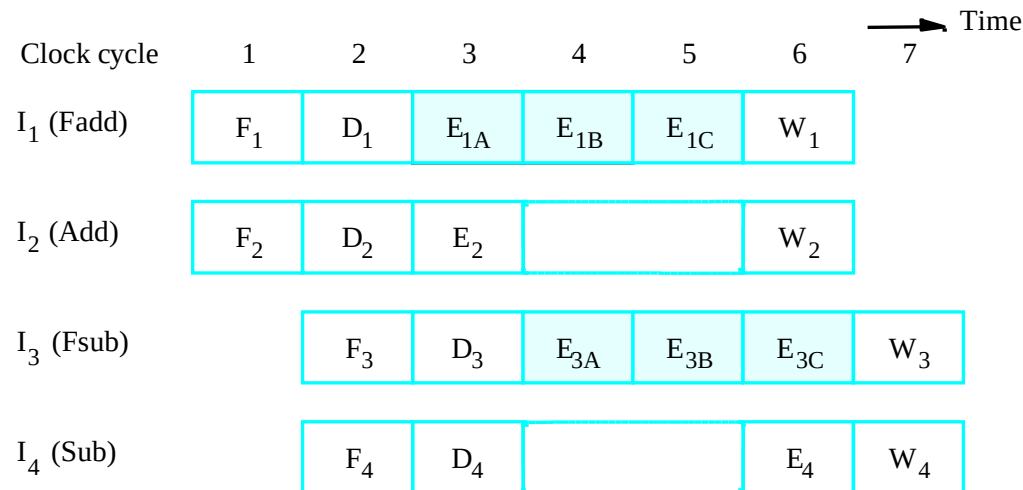 Time
Clock cycle 1 2 3 4 5 6 7
I1 (Fadd) F1 D1 E1A E1B E1C W1
I2 (Add) F2 D2 E2 W2
I3 (Fsub) F3 D3 E3A E3B E3C W3
I4 (Sub) F4 D4 E4 W4